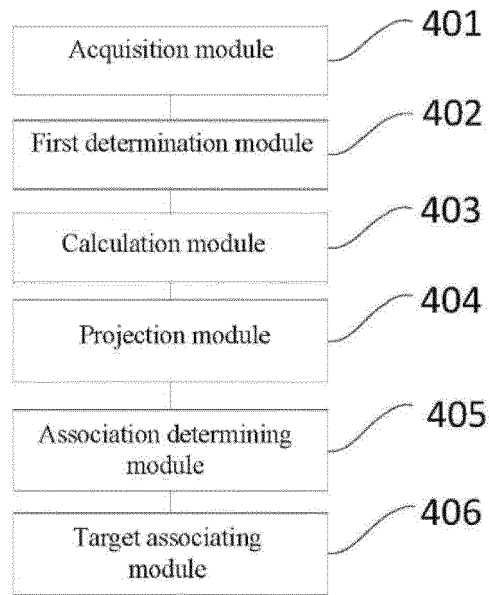 401
Acquisition module
402
First determination module
403
Calculation module
404
Projection module
405
Association determining
module
406
Target associating
module